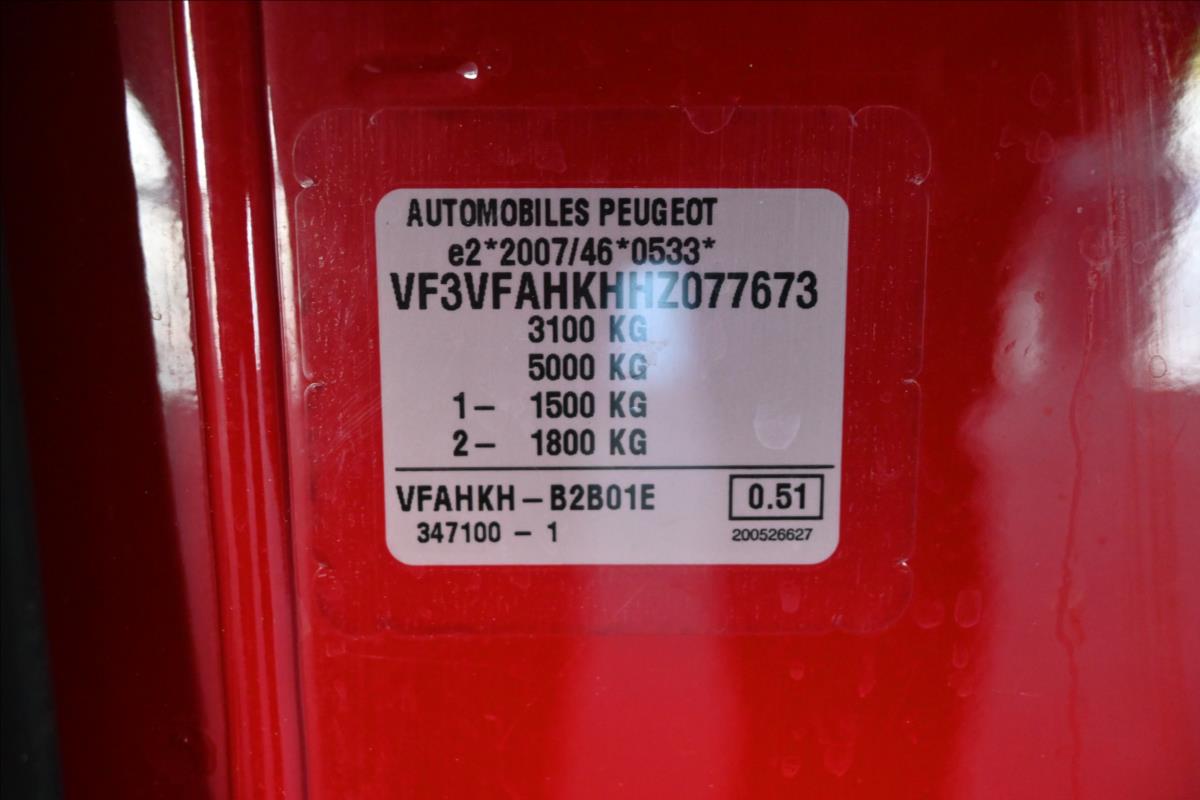 AUTOMOBILES PEUGEOT
e2*2007/46*0533*
VF3VFAHKHHZ077673
3100 KG
5000 KG
1- 1500 KG
2- 1800 KG
VFAHKH-B2B01E 0.51
347100 - 1 200526627